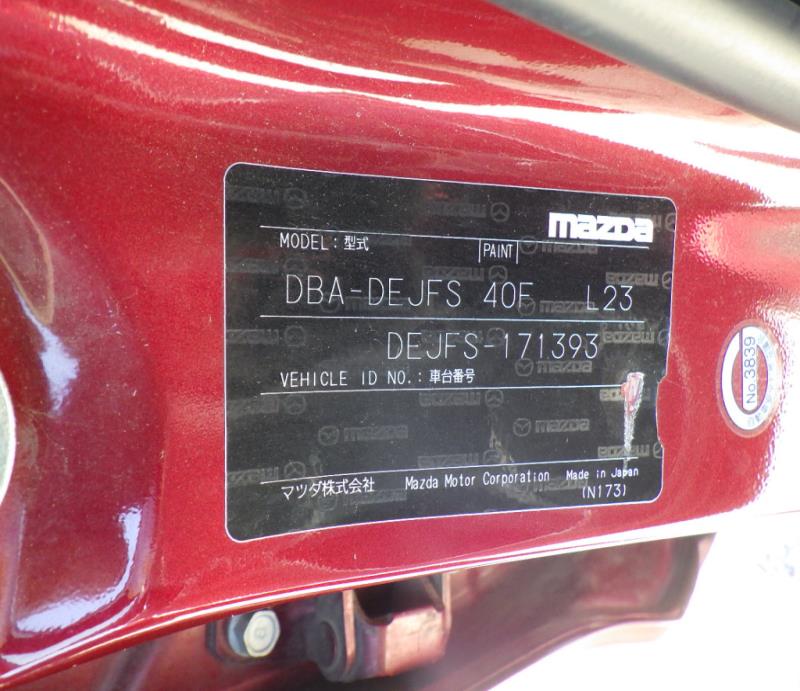 mazda
MODEL : 型式 PAINT
DBA-DEJFS 40F L23
DEJFS-171393
VEHICLE ID NO. : 車台番号
マツダ株式会社 Mazda Motor Corporation Made in Japan
(N173)
No.3839